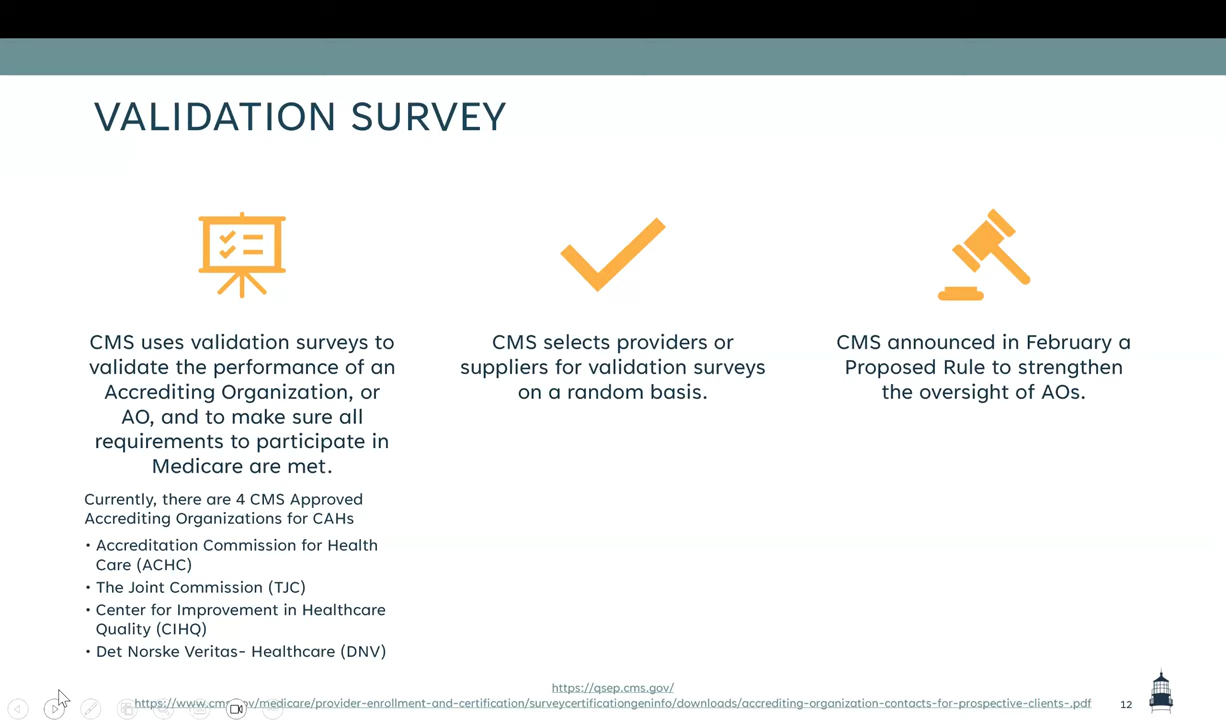 VALIDATION SURVEY
CMS uses validation surveys to
validate the performance of an
Accrediting Organization, or
AO, and to make sure all
requirements to participate in
Medicare are met.
Currently, there are 4 CMS Approved
Accrediting Organizations for CAHs
• Accreditation Commission for Health
Care (ACHC)
• The Joint Commission (TJC)
• Center for Improvement in Healthcare
Quality (CIHQ)
• Det Norske Veritas- Healthcare (DNV)
CMS selects providers or
suppliers for validation surveys
on a random basis.
CMS announced in February a
Proposed Rule to strengthen
the oversight of AOs.
https://qsep.cms.gov/
https://www.cms.gov/medicare/provider-enrollment-and-certification/surveycertificationgeninfo/downloads/accrediting-organization-contacts-for-prospective-clients-.pdf
12